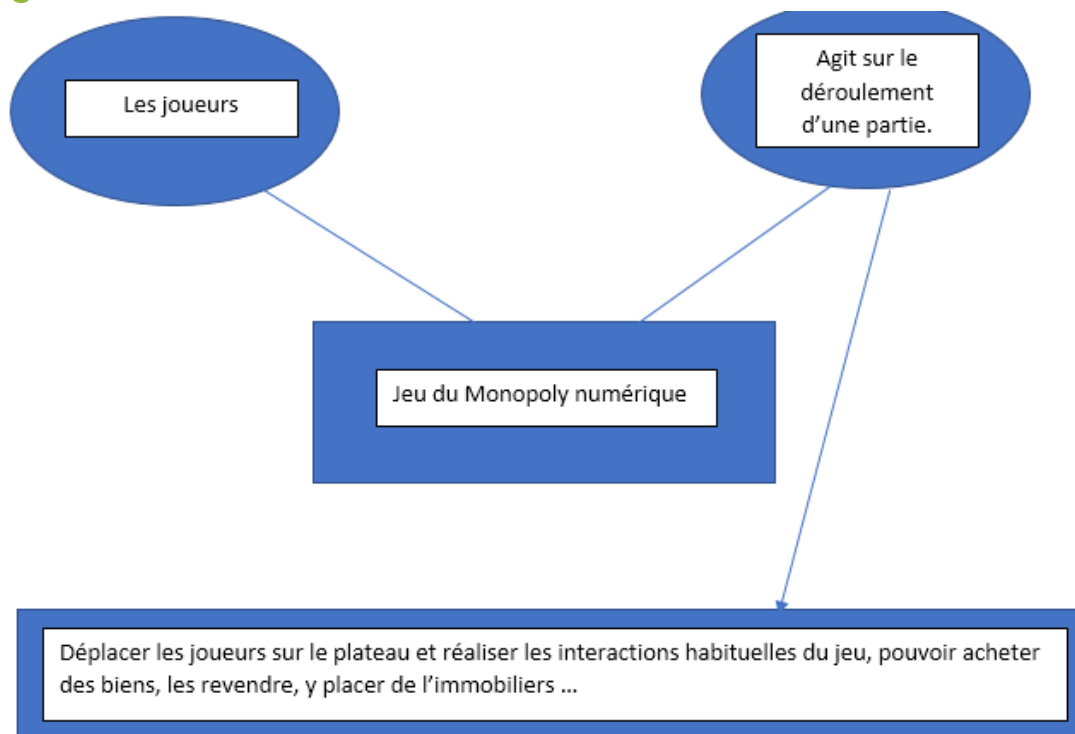 Les joueurs
Agit sur le
déroulement
d’une partie.
Jeu du Monopoly numérique
Déplacer les joueurs sur le plateau et réaliser les interactions habituelles du jeu, pouvoir acheter
des biens, les revendre, y placer de l’immobiliers ...